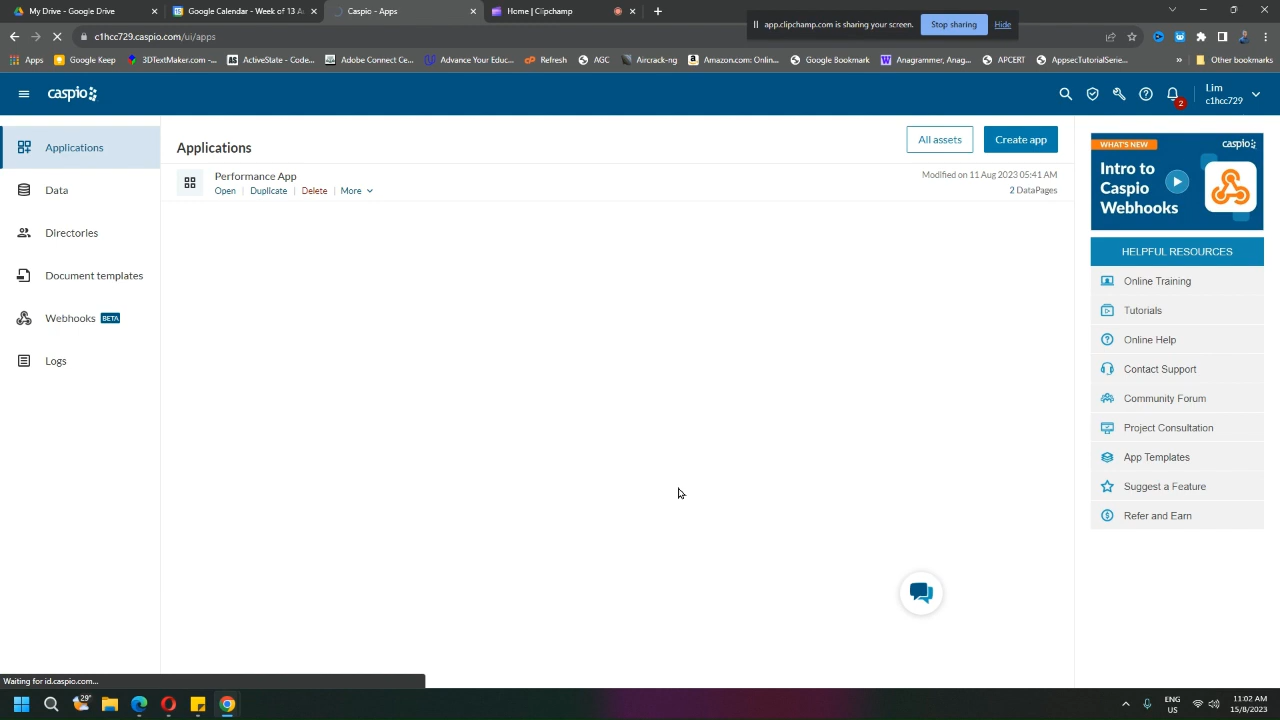 My Drive - Google Drive
Google Calendar - Week of 13 A
Caspio - Apps
Home | Clipchamp
app.clipchamp.com is sharing your screen.
Stop sharing
Hide
c1hcc729.caspio.com/ui/apps
Apps
Google Keep
3DTextMaker.com -...
ActiveState - Code...
Adobe Connect Ce...
Advance Your Educ...
Refresh
AGC
Aircrack-ng
Amazon.com: Onlin...
Google Bookmark
Anagrammer, Anag...
APCERT
AppsecTutorialSerie...
»
Other bookmarks
caspio
2
Lim
c1hcc729
Applications
Data
Directories
Document templates
Webhooks BETA
Logs
Applications
All assets
Create app
Performance App
Open | Duplicate | Delete | More
Modified on 11 Aug 2023 05:41 AM
2 DataPages
WHAT'S NEW
caspio
Intro to
Caspio
Webhooks
HELPFUL RESOURCES
Online Training
Tutorials
Online Help
Contact Support
Community Forum
Project Consultation
App Templates
Suggest a Feature
Refer and Earn
Waiting for id.caspio.com...
29°
ENG
US
11:02 AM
15/8/2023